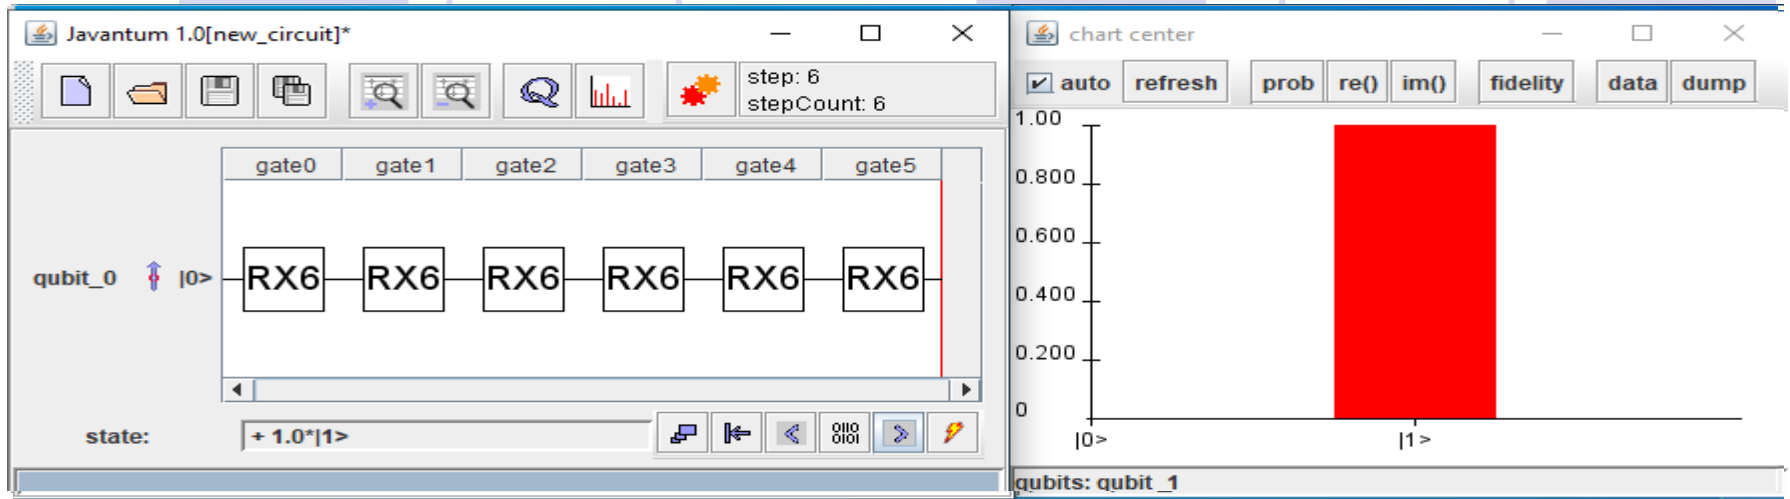 Javantum 1.0[new_circuit]*
step: 6
stepCount: 6
gate0 gate1 gate2 gate3 gate4 gate5
qubit_0 |0> RX6 RX6 RX6 RX6 RX6 RX6
state: + 1.0*|1>
chart center
auto refresh prob re() im() fidelity data dump
1.00
0.800
0.600
0.400
0.200
0
|0> |1>
qubits: qubit _1